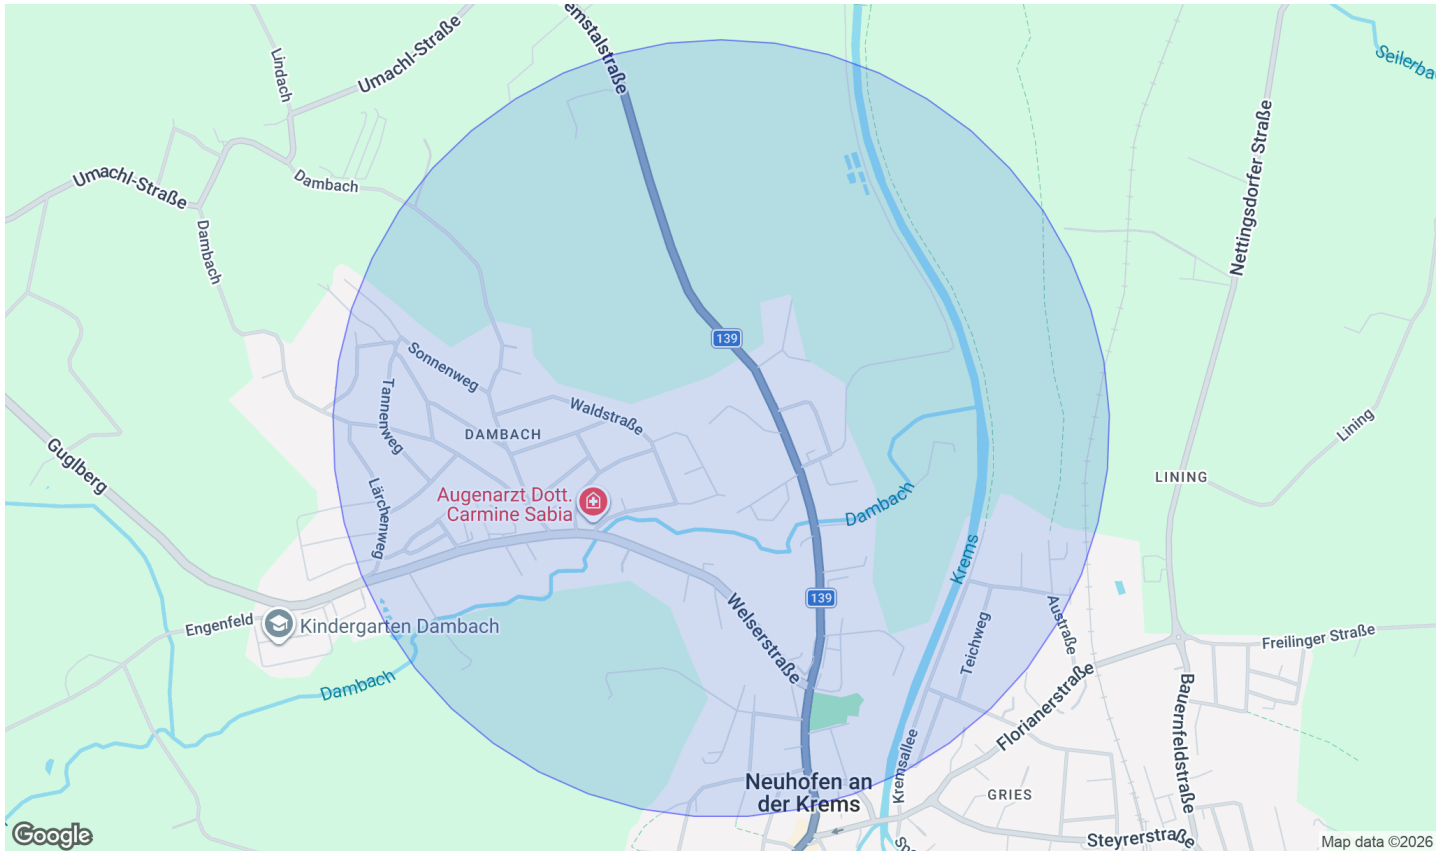 emstalstraße
Umachl-Straße
Lindach
Seilerba
Nettingsdorfer Straße
Umachl-Straße
Dambach
Dambach
139
Sonnenweg
Tannenweg
Waldstraße
DAMBACH
Lining
Guglberg
LINING
Lärchenweg
Augenarzt Dott.
Carmine Sabia
Dambach
Krems
139
Welserstraße
Austraße
Teichweg
Engenfeld
Kindergarten Dambach
Freilinger Straße
Dambach
Florianerstraße
Bauernfeldstraße
Kremsallee
Neuhofen an
der Krems
GRIES
Steyrerstraße
Google
Map data ©2026